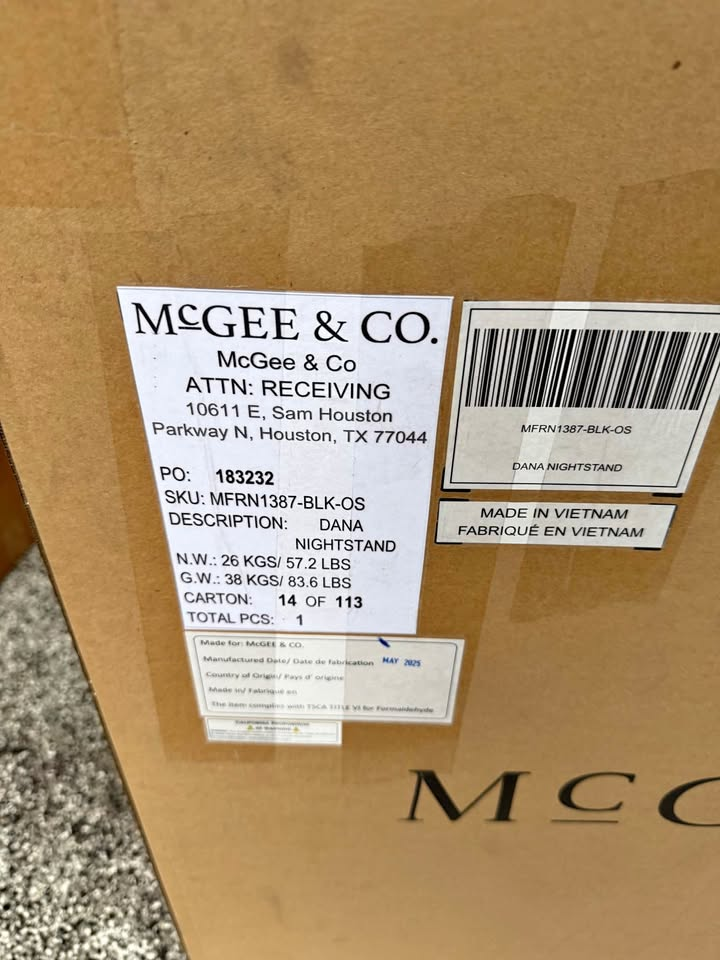 McGEE & CO.
McGee & Co
ATTN: RECEIVING
10611 E, Sam Houston
Parkway N, Houston, TX 77044
PO: 183232
SKU: MFRN1387-BLK-OS
DESCRIPTION: DANA
NIGHTSTAND
N.W.: 26 KGS/ 57.2 LBS
G.W.: 38 KGS/ 83.6 LBS
CARTON: 14 OF 113
TOTAL PCS: 1
MFRN1387-BLK-OS
DANA NIGHTSTAND
MADE IN VIETNAM
FABRIQUÉ EN VIETNAM
Made for: McGEE & CO.
Manufactured Date/ Date de fabrication MAY 2025
Country of Origin/ Pays d' origine
Made in/ Fabriqué en
The item complies with TSCA TITLE VI for Formaldehyde
CALIFORNIA PROPOSITION
McG